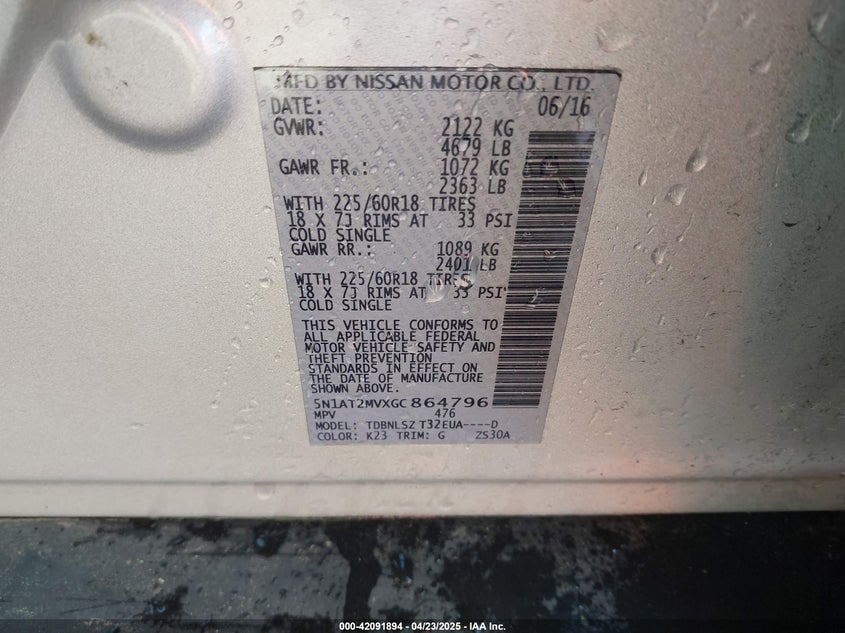 MFD BY NISSAN MOTOR CO., LTD.
DATE: 06/16
GVWR: 2122 KG
4679 LB
GAWR FR.: 1072 KG
2363 LB
WITH 225/60R18 TIRES
18 X 7J RIMS AT 33 PSI
COLD SINGLE
GAWR RR.: 1089 KG
2401 LB
WITH 225/60R18 TIRES
18 X 7J RIMS AT 33 PSI
COLD SINGLE
THIS VEHICLE CONFORMS TO
ALL APPLICABLE FEDERAL
MOTOR VEHICLE SAFETY AND
THEFT PREVENTION
STANDARDS IN EFFECT ON
THE DATE OF MANUFACTURE
SHOWN ABOVE.
5N1AT2MVXGC864796
MPV 476
MODEL: TDBNLSZ T32EUA----D
COLOR: K23 TRIM: G ZS30A
000-42091894 - 04/23/2025 - IAA Inc.